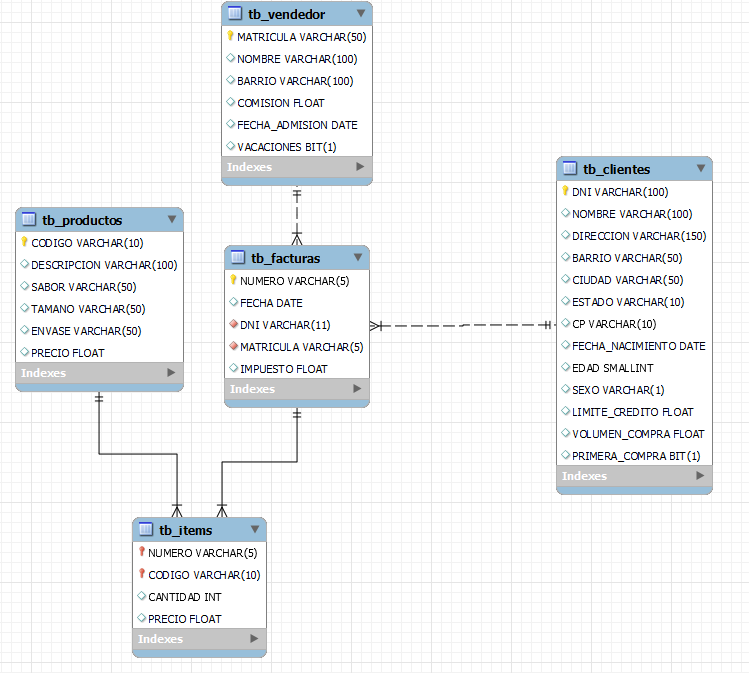 tb_vendedor
MATRICULA VARCHAR(50)
NOMBRE VARCHAR(100)
BARRIO VARCHAR(100)
COMISION FLOAT
FECHA_ADMISION DATE
VACACIONES BIT(1)
Indexes
tb_productos
CODIGO VARCHAR(10)
DESCRIPCION VARCHAR(100)
SABOR VARCHAR(50)
TAMANO VARCHAR(50)
ENVASE VARCHAR(50)
PRECIO FLOAT
Indexes
tb_facturas
NUMERO VARCHAR(5)
FECHA DATE
DNI VARCHAR(11)
MATRICULA VARCHAR(5)
IMPUESTO FLOAT
Indexes
tb_clientes
DNI VARCHAR(100)
NOMBRE VARCHAR(100)
DIRECCION VARCHAR(150)
BARRIO VARCHAR(50)
CIUDAD VARCHAR(50)
ESTADO VARCHAR(10)
CP VARCHAR(10)
FECHA_NACIMIENTO DATE
EDAD SMALLINT
SEXO VARCHAR(1)
LIMITE_CREDITO FLOAT
VOLUMEN_COMPRA FLOAT
PRIMERA_COMPRA BIT(1)
Indexes
tb_items
NUMERO VARCHAR(5)
CODIGO VARCHAR(10)
CANTIDAD INT
PRECIO FLOAT
Indexes